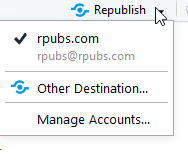 Republish
rpubs.com
rpubs@rpubs.com
Other Destination...
Manage Accounts...